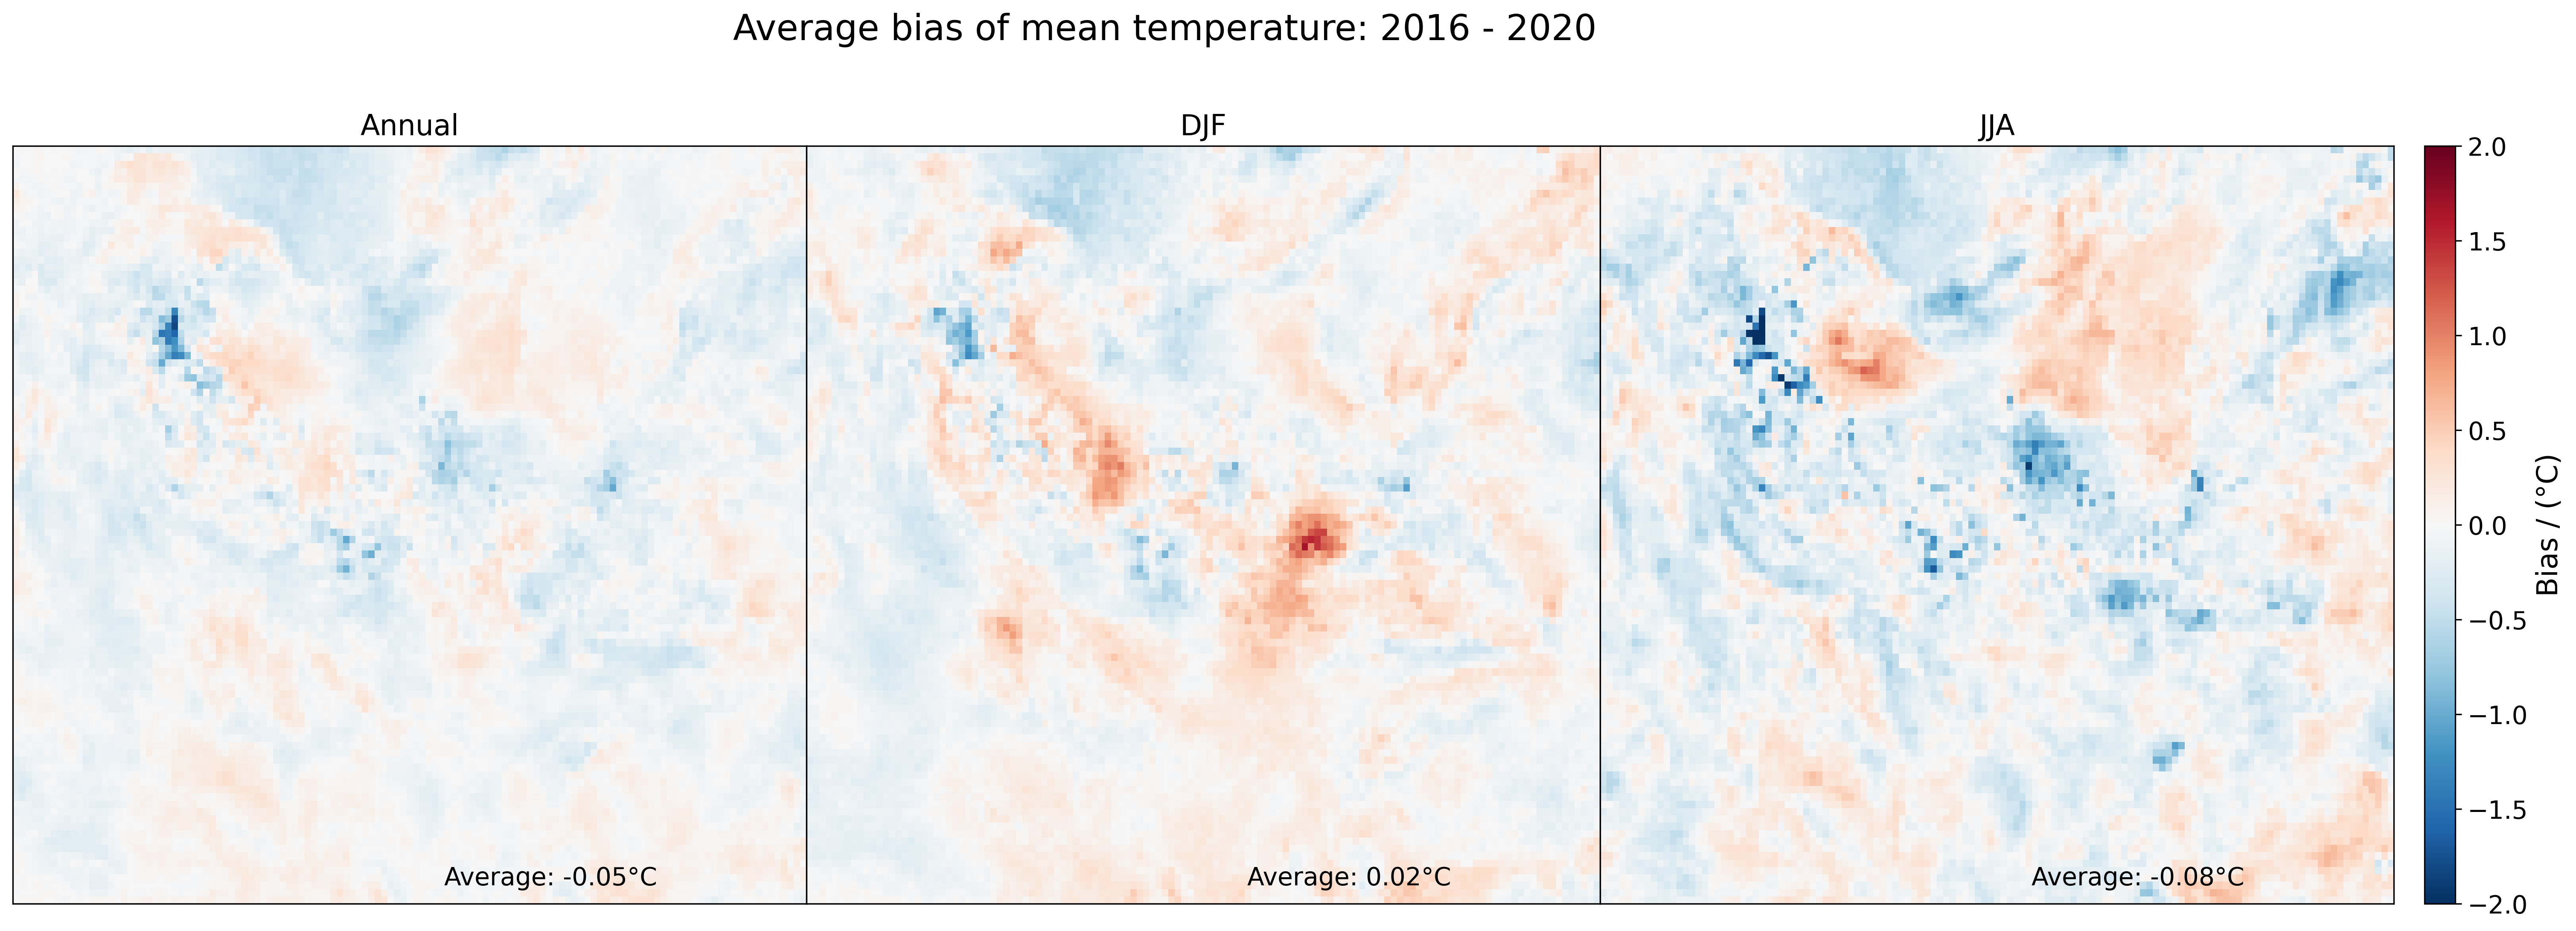 Average bias of mean temperature: 2016 - 2020
Annual
DJF
JJA
Average: -0.05°C
Average: 0.02°C
Average: -0.08°C
2.0
1.5
1.0
0.5
0.0
−0.5
−1.0
−1.5
−2.0
Bias / (°C)